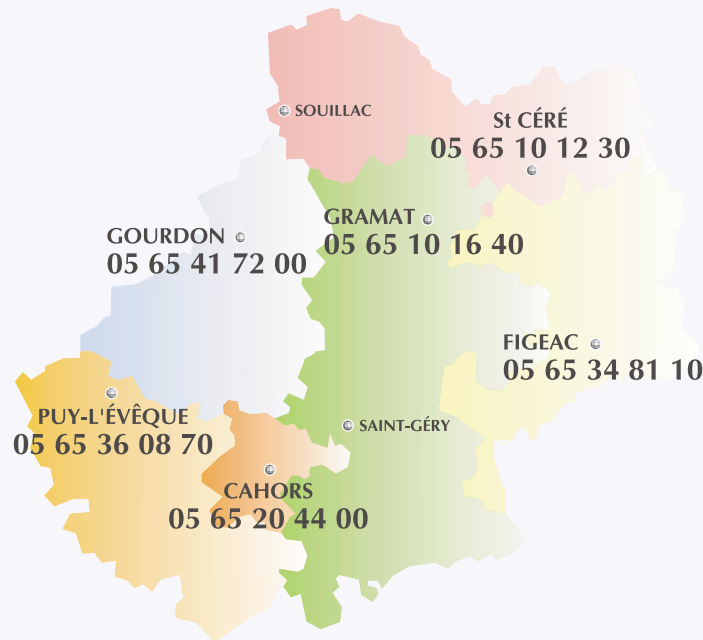 SOUILLAC
St CÉRÉ
05 65 10 12 30
GRAMAT
05 65 10 16 40
GOURDON
05 65 41 72 00
FIGEAC
05 65 34 81 10
PUY-L'ÉVÊQUE
05 65 36 08 70
SAINT-GÉRY
CAHORS
05 65 20 44 00